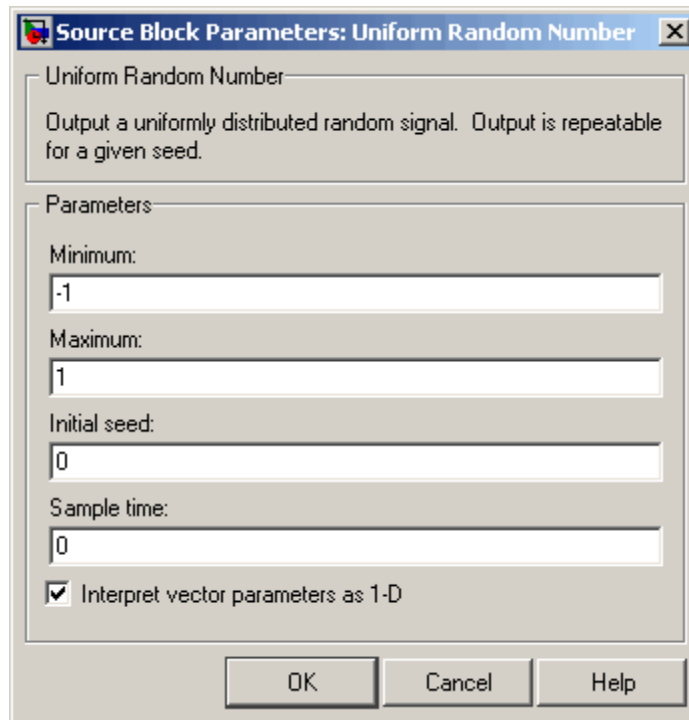 Source Block Parameters: Uniform Random Number
Uniform Random Number
Output a uniformly distributed random signal.  Output is repeatable
for a given seed.
Parameters
Minimum:
-1
Maximum:
1
Initial seed:
0
Sample time:
0
Interpret vector parameters as 1-D
OK Cancel Help